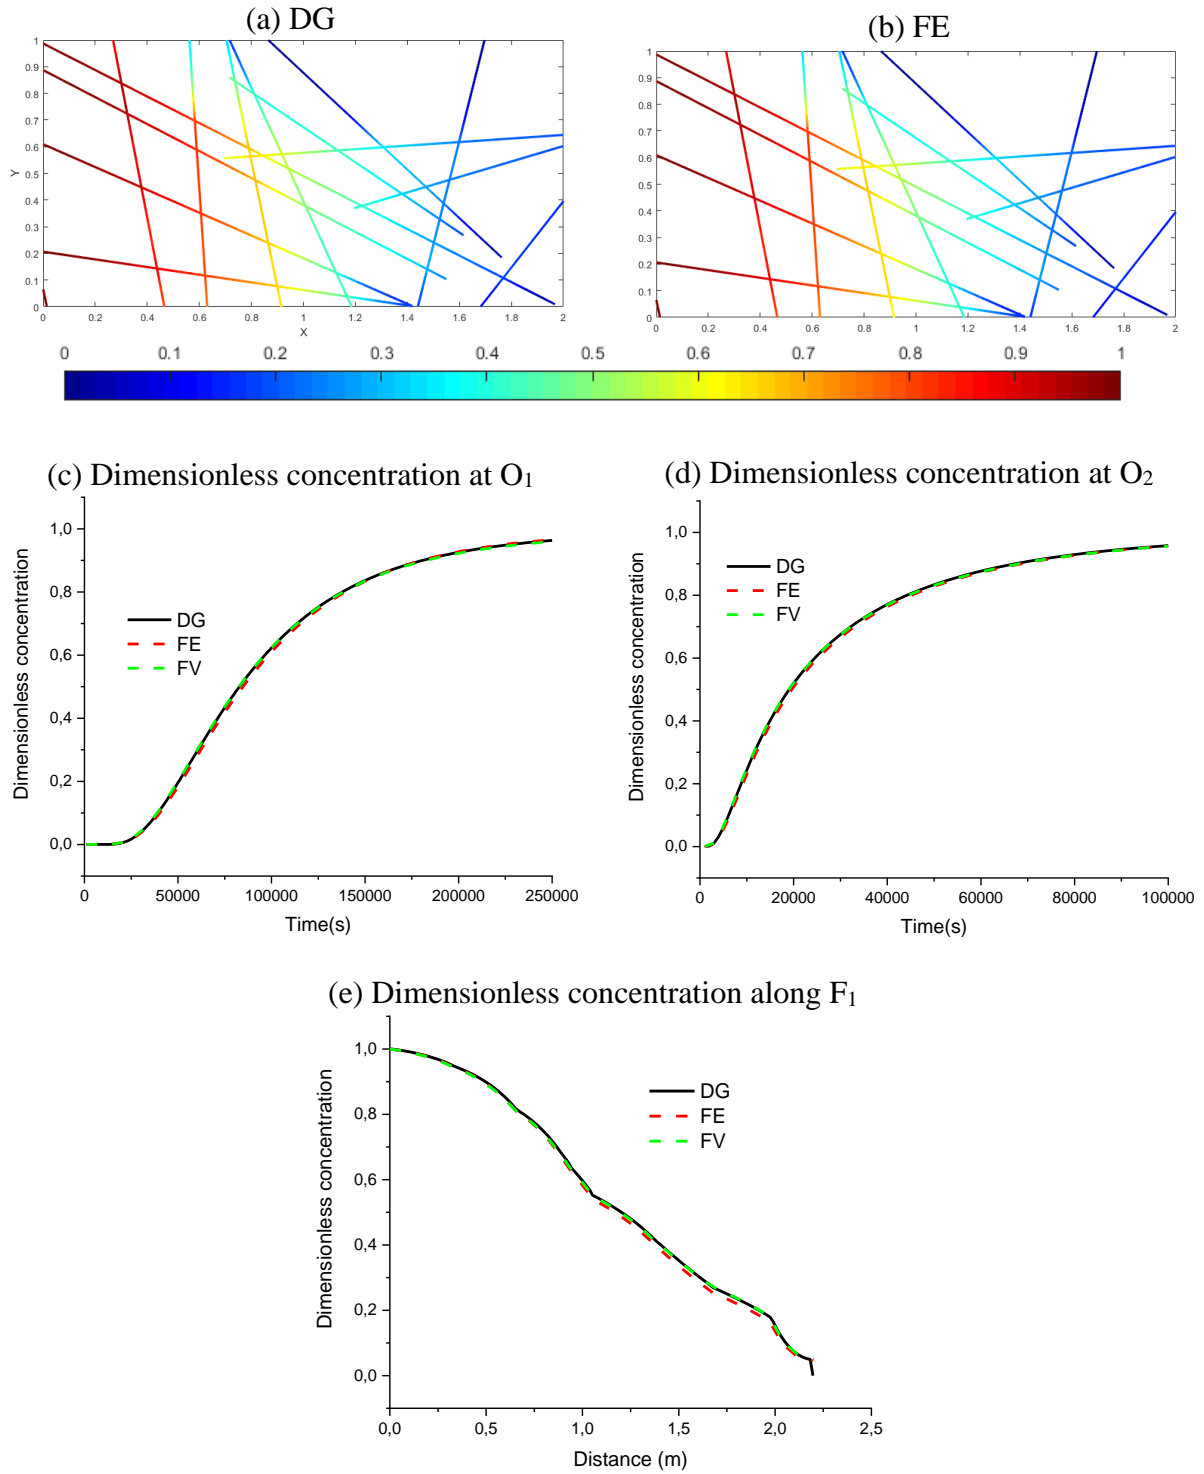 (a) DG
(b) FE
1
0.9
0.8
0.7
0.6
0.5
0.4
0.3
0.2
0.1
0
Y
0 0.2 0.4 0.6 0.8 1 1.2 1.4 1.6 1.8 2
X
1
0.9
0.8
0.7
0.6
0.5
0.4
0.3
0.2
0.1
0
0 0.2 0.4 0.6 0.8 1 1.2 1.4 1.6 1.8 2
0 0.1 0.2 0.3 0.4 0.5 0.6 0.7 0.8 0.9 1
(c) Dimensionless concentration at O1
Dimensionless concentration
1,0
0,8
0,6
0,4
0,2
0,0
DG
FE
FV
0 50000 100000 150000 200000 250000
Time(s)
(d) Dimensionless concentration at O2
Dimensionless concentration
1,0
0,8
0,6
0,4
0,2
0,0
DG
FE
FV
0 20000 40000 60000 80000 100000
Time(s)
(e) Dimensionless concentration along F1
Dimensionless concentration
1,0
0,8
0,6
0,4
0,2
0,0
DG
FE
FV
0,0 0,5 1,0 1,5 2,0 2,5
Distance (m)